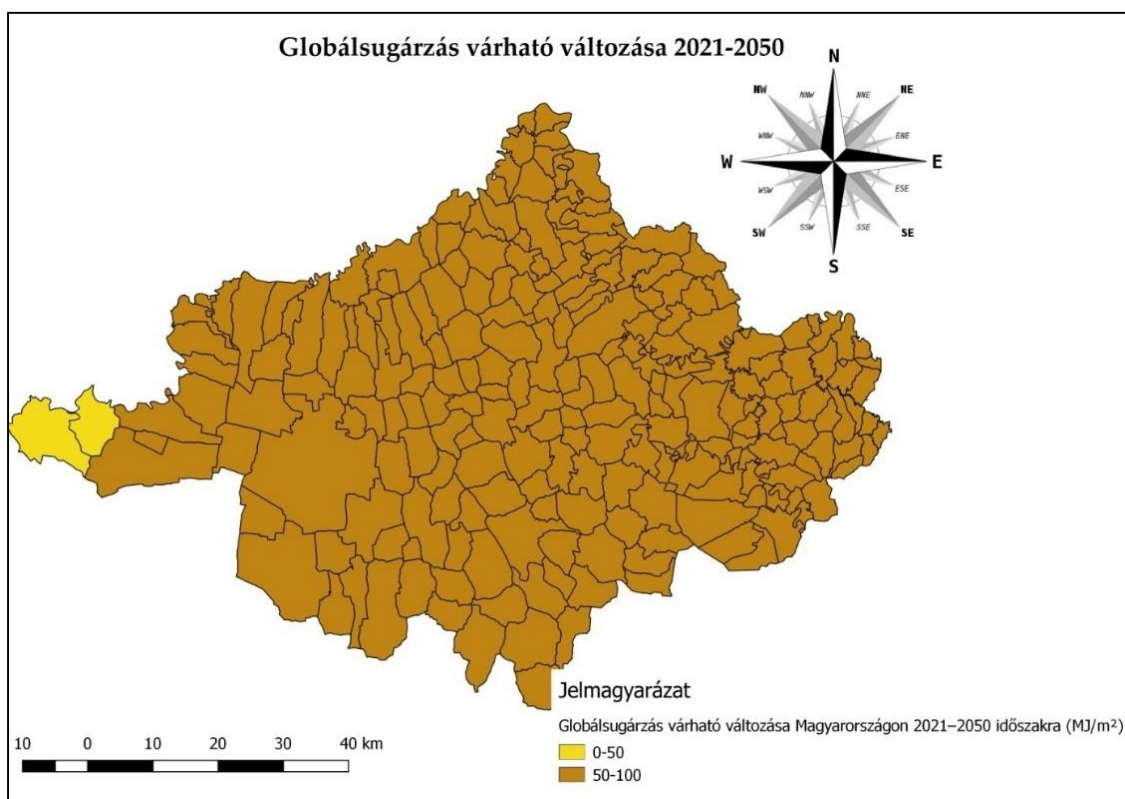 Globálsugárzás várható változása 2021-2050
N
NNW
NNE
NW
NE
WNW
ENE
W
E
WSW
ESE
SW
SSW
SSE
SE
S
Jelmagyarázat
Globálsugárzás várható változása Magyarországon 2021–2050 időszakra (MJ/m²)
0-50
50-100
10 0 10 20 30 40 km